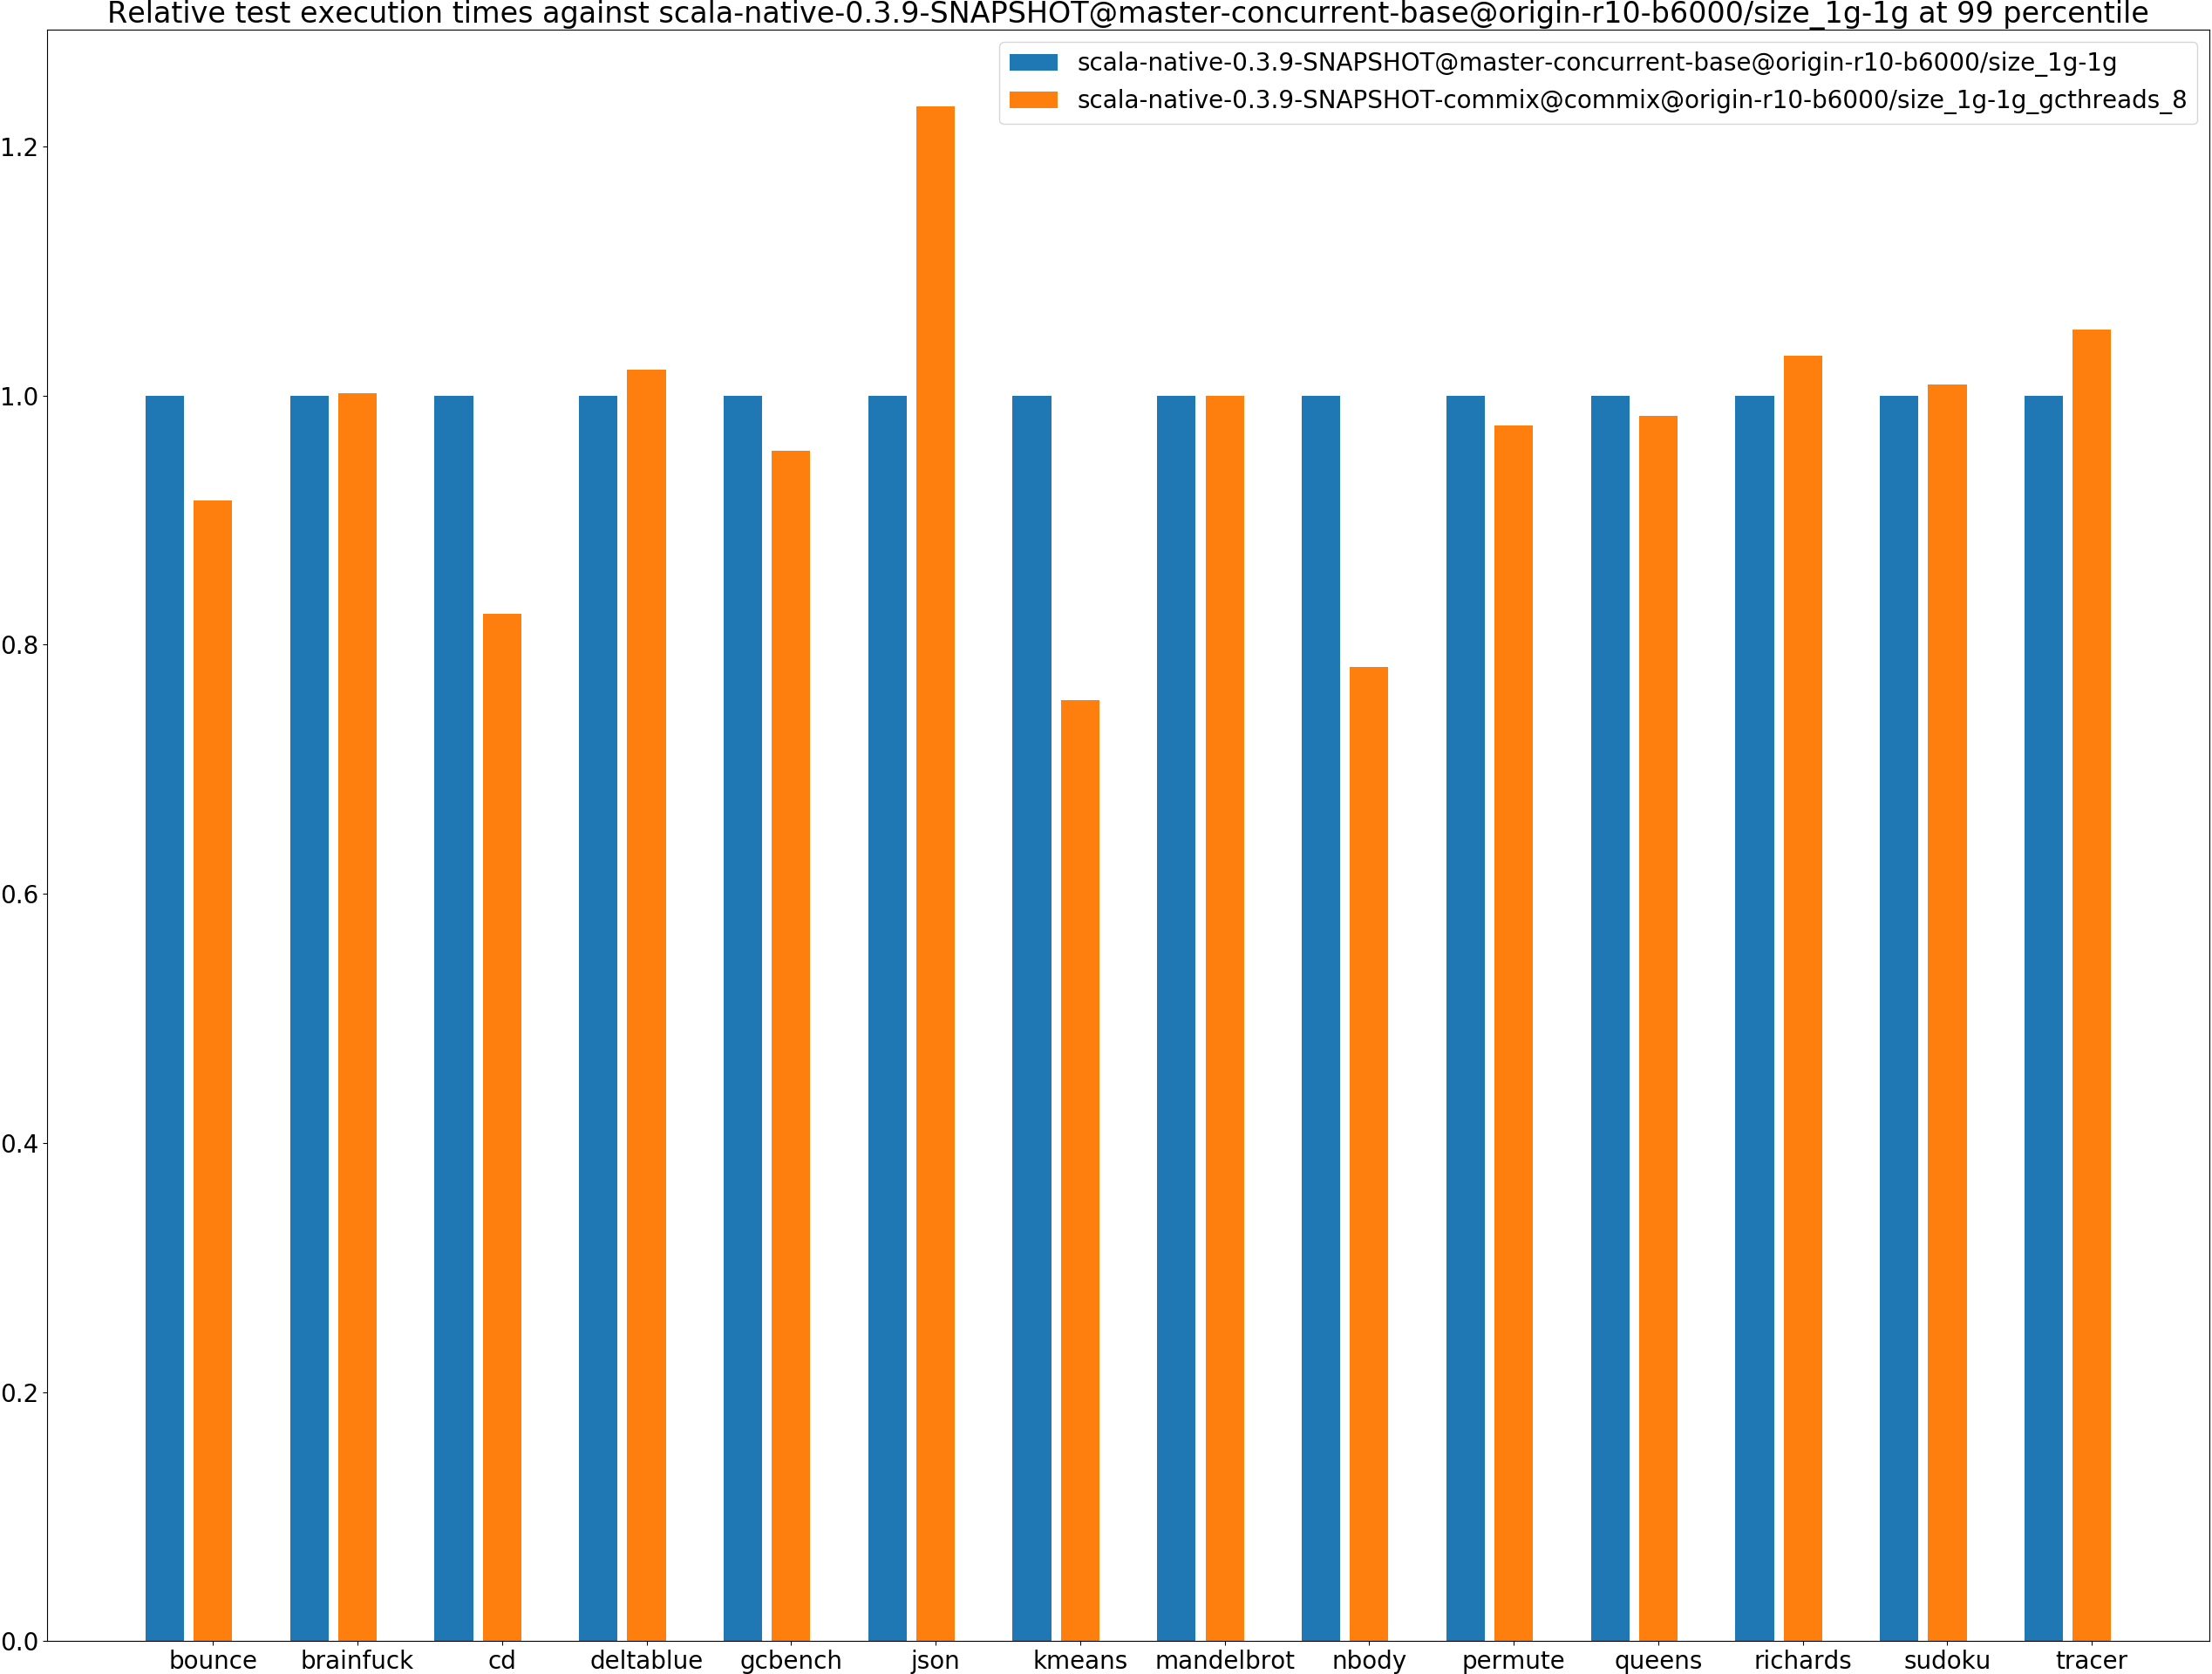 Relative test execution times against scala-native-0.3.9-SNAPSHOT@master-concurrent-base@origin-r10-b6000/size_1g-1g at 99 percentile
scala-native-0.3.9-SNAPSHOT@master-concurrent-base@origin-r10-b6000/size_1g-1g
scala-native-0.3.9-SNAPSHOT-commix@commix@origin-r10-b6000/size_1g-1g_gcthreads_8
1.2
1.0
0.8
0.6
0.4
0.2
0.0
bounce brainfuck cd deltablue gcbench json kmeans mandelbrot nbody permute queens richards sudoku tracer